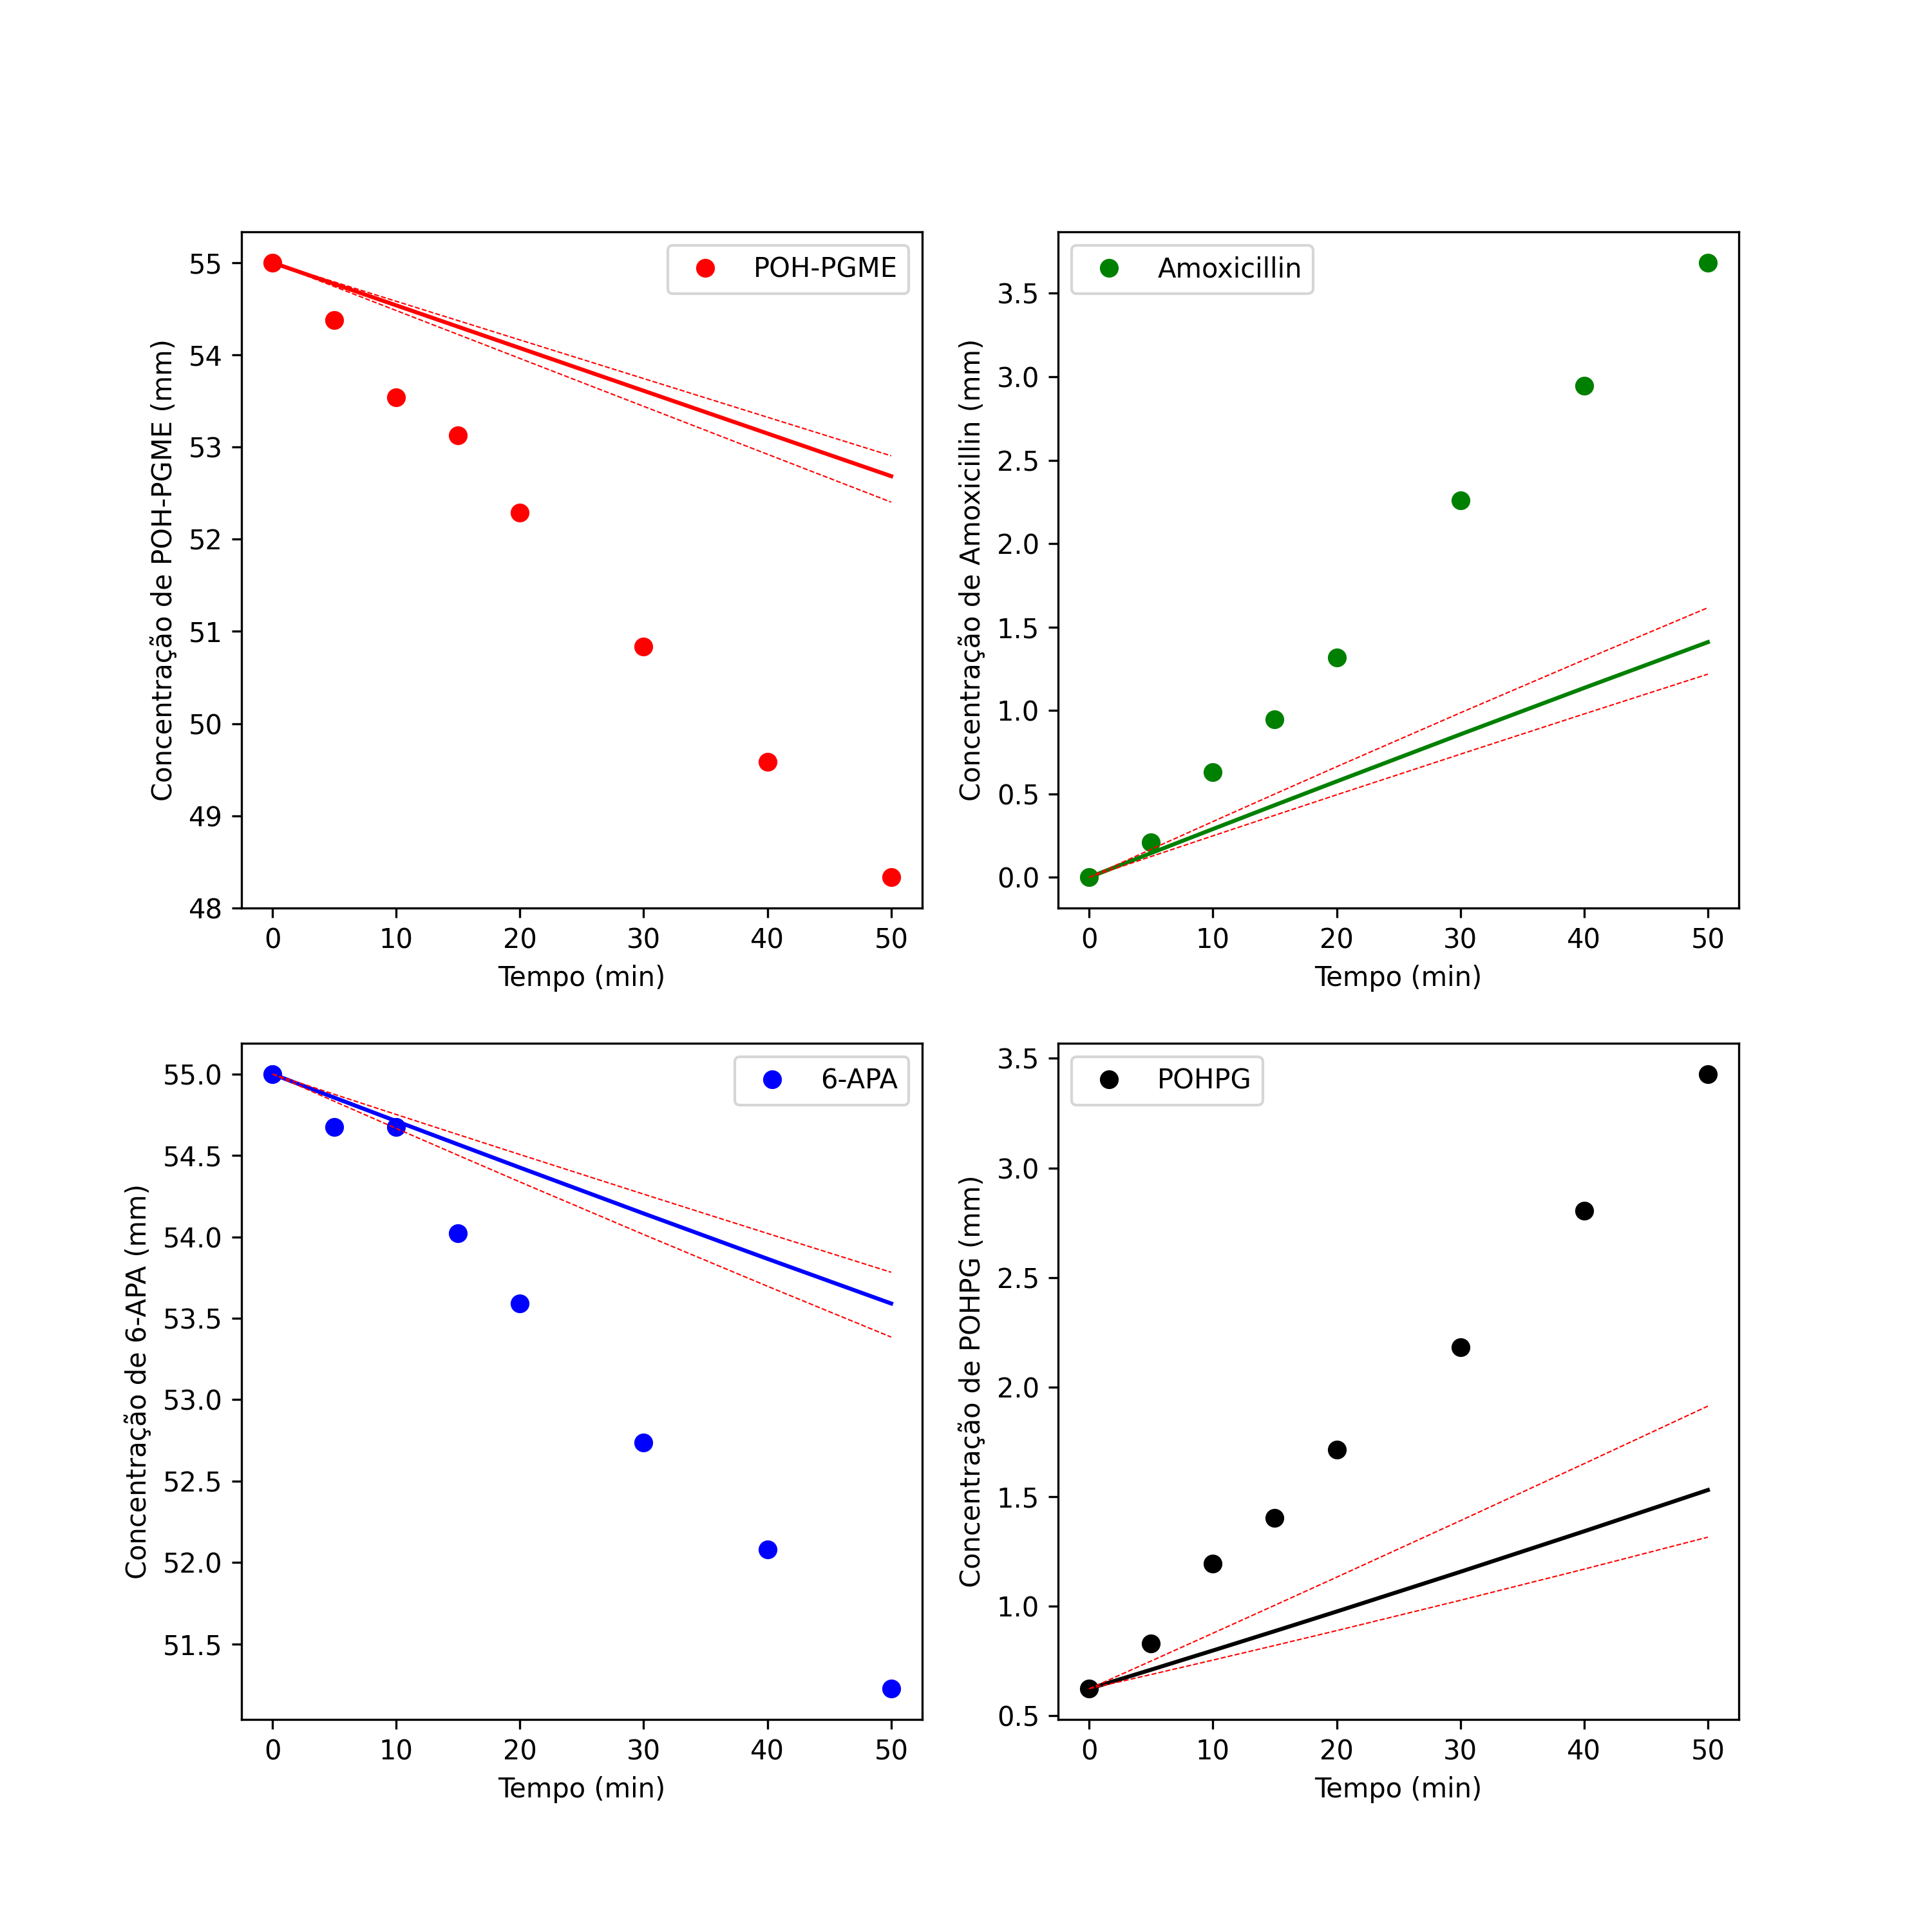 POH-PGME
Concentração de POH-PGME (mm)
55
54
53
52
51
50
49
48
0 10 20 30 40 50
Tempo (min)
Amoxicillin
Concentração de Amoxicillin (mm)
3.5
3.0
2.5
2.0
1.5
1.0
0.5
0.0
0 10 20 30 40 50
Tempo (min)
6-APA
Concentração de 6-APA (mm)
55.0
54.5
54.0
53.5
53.0
52.5
52.0
51.5
0 10 20 30 40 50
Tempo (min)
POHPG
Concentração de POHPG (mm)
3.5
3.0
2.5
2.0
1.5
1.0
0.5
0 10 20 30 40 50
Tempo (min)